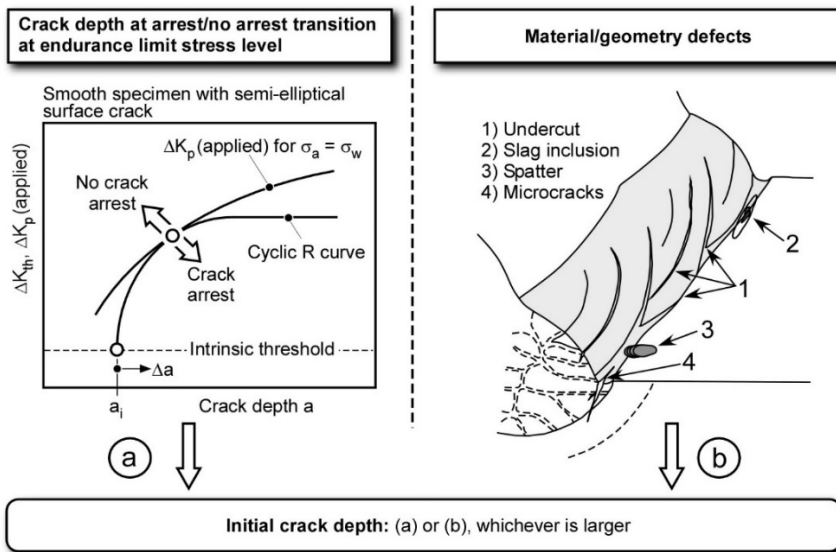 Crack depth at arrest/no arrest transition
at endurance limit stress level
Smooth specimen with semi-elliptical
surface crack
ΔKth, ΔKp (applied)
ΔKp (applied) for σa = σw
No crack
arrest
Cyclic R curve
Crack
arrest
Intrinsic threshold
Δa
ai
Crack depth a
a
Material/geometry defects
1) Undercut
2) Slag inclusion
3) Spatter
4) Microcracks
2
1
3
4
b
Initial crack depth: (a) or (b), whichever is larger